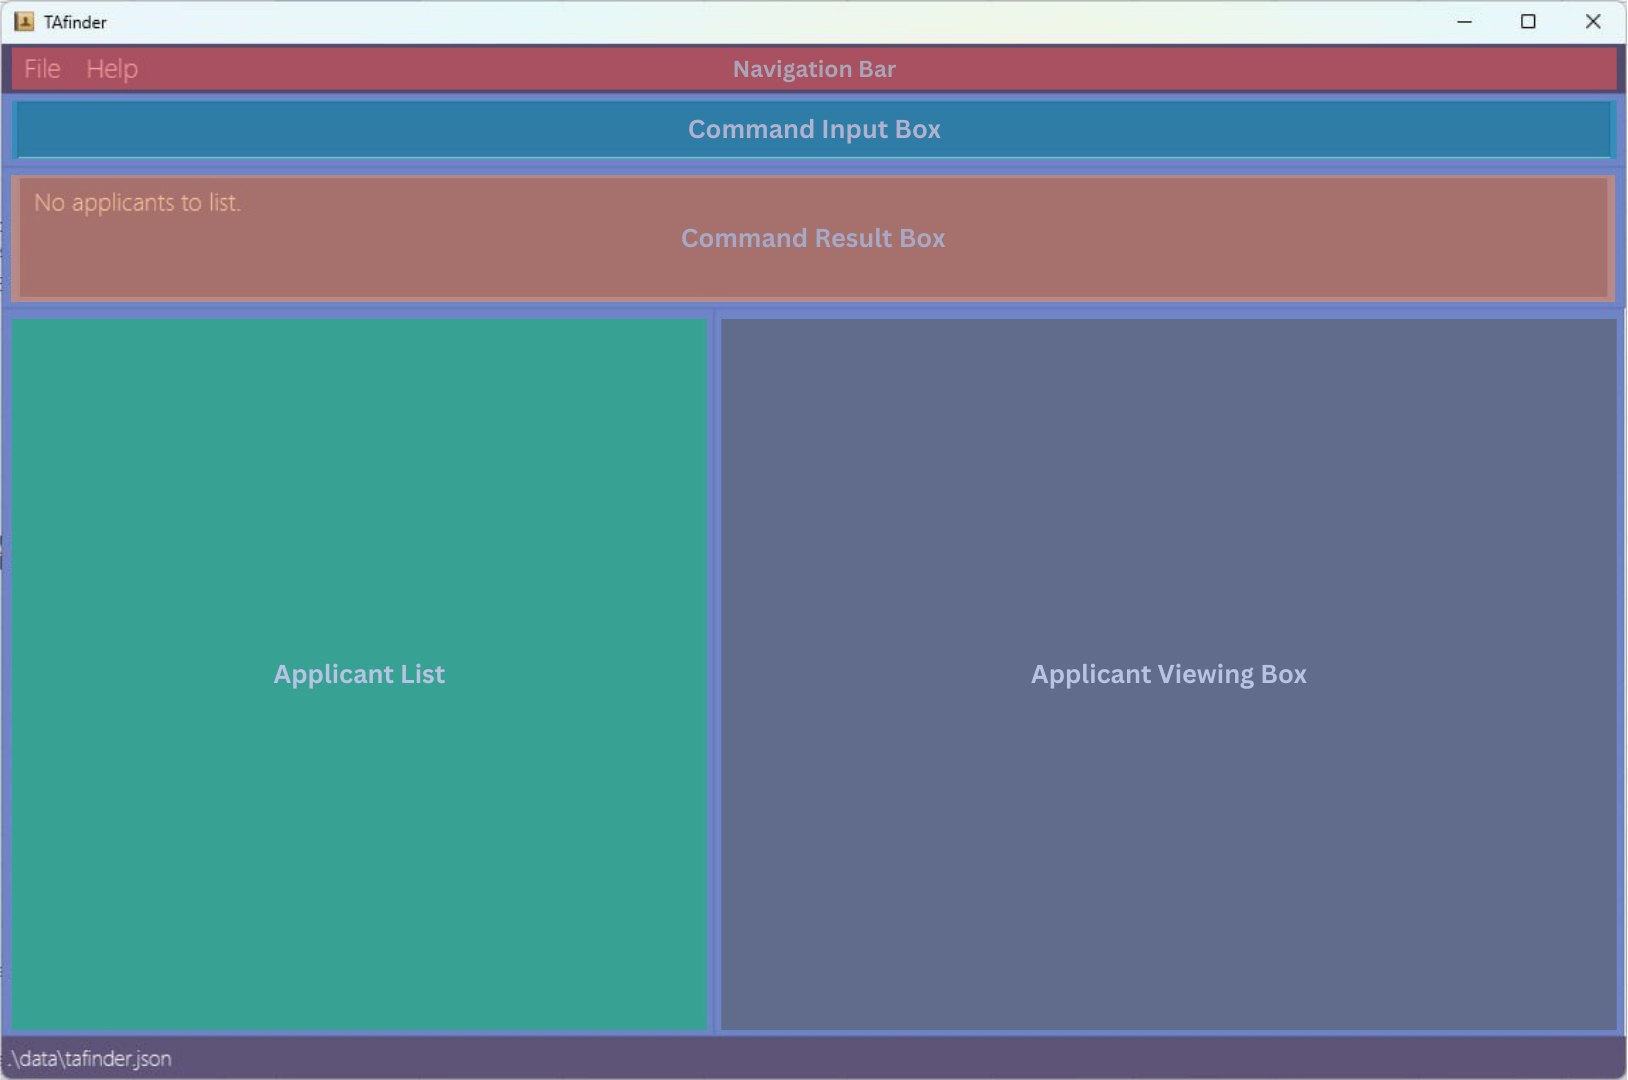 TAfinder
File Help Navigation Bar
Command Input Box
No applicants to list.
Command Result Box
Applicant List Applicant Viewing Box
.\data\tafinder.json